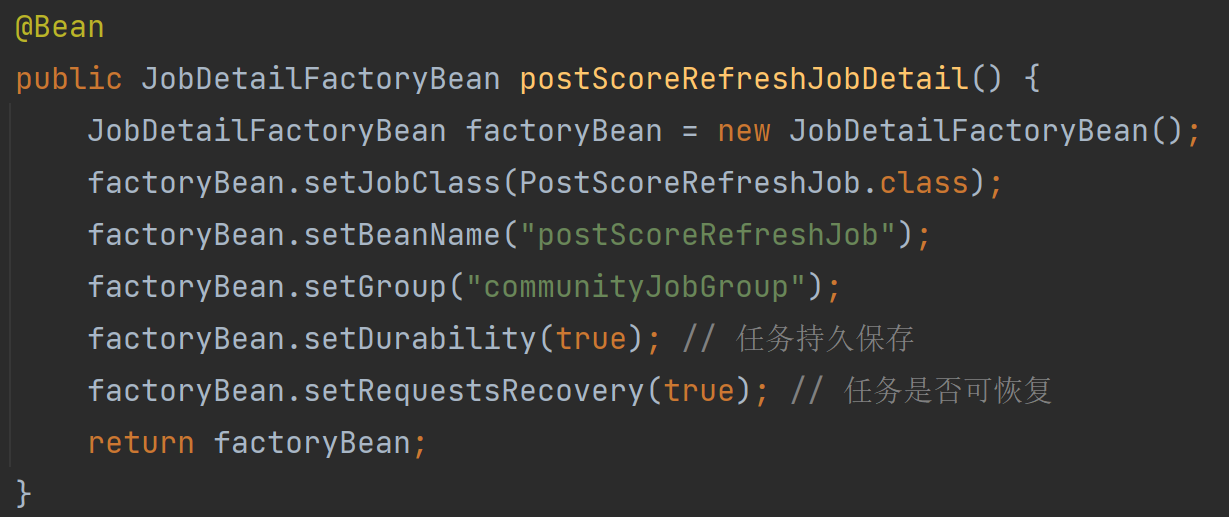 @Bean
public JobDetailFactoryBean postScoreRefreshJobDetail() {
    JobDetailFactoryBean factoryBean = new JobDetailFactoryBean();
    factoryBean.setJobClass(PostScoreRefreshJob.class);
    factoryBean.setBeanName("postScoreRefreshJob");
    factoryBean.setGroup("communityJobGroup");
    factoryBean.setDurability(true); // 任务持久保存
    factoryBean.setRequestsRecovery(true); // 任务是否可恢复
    return factoryBean;
}